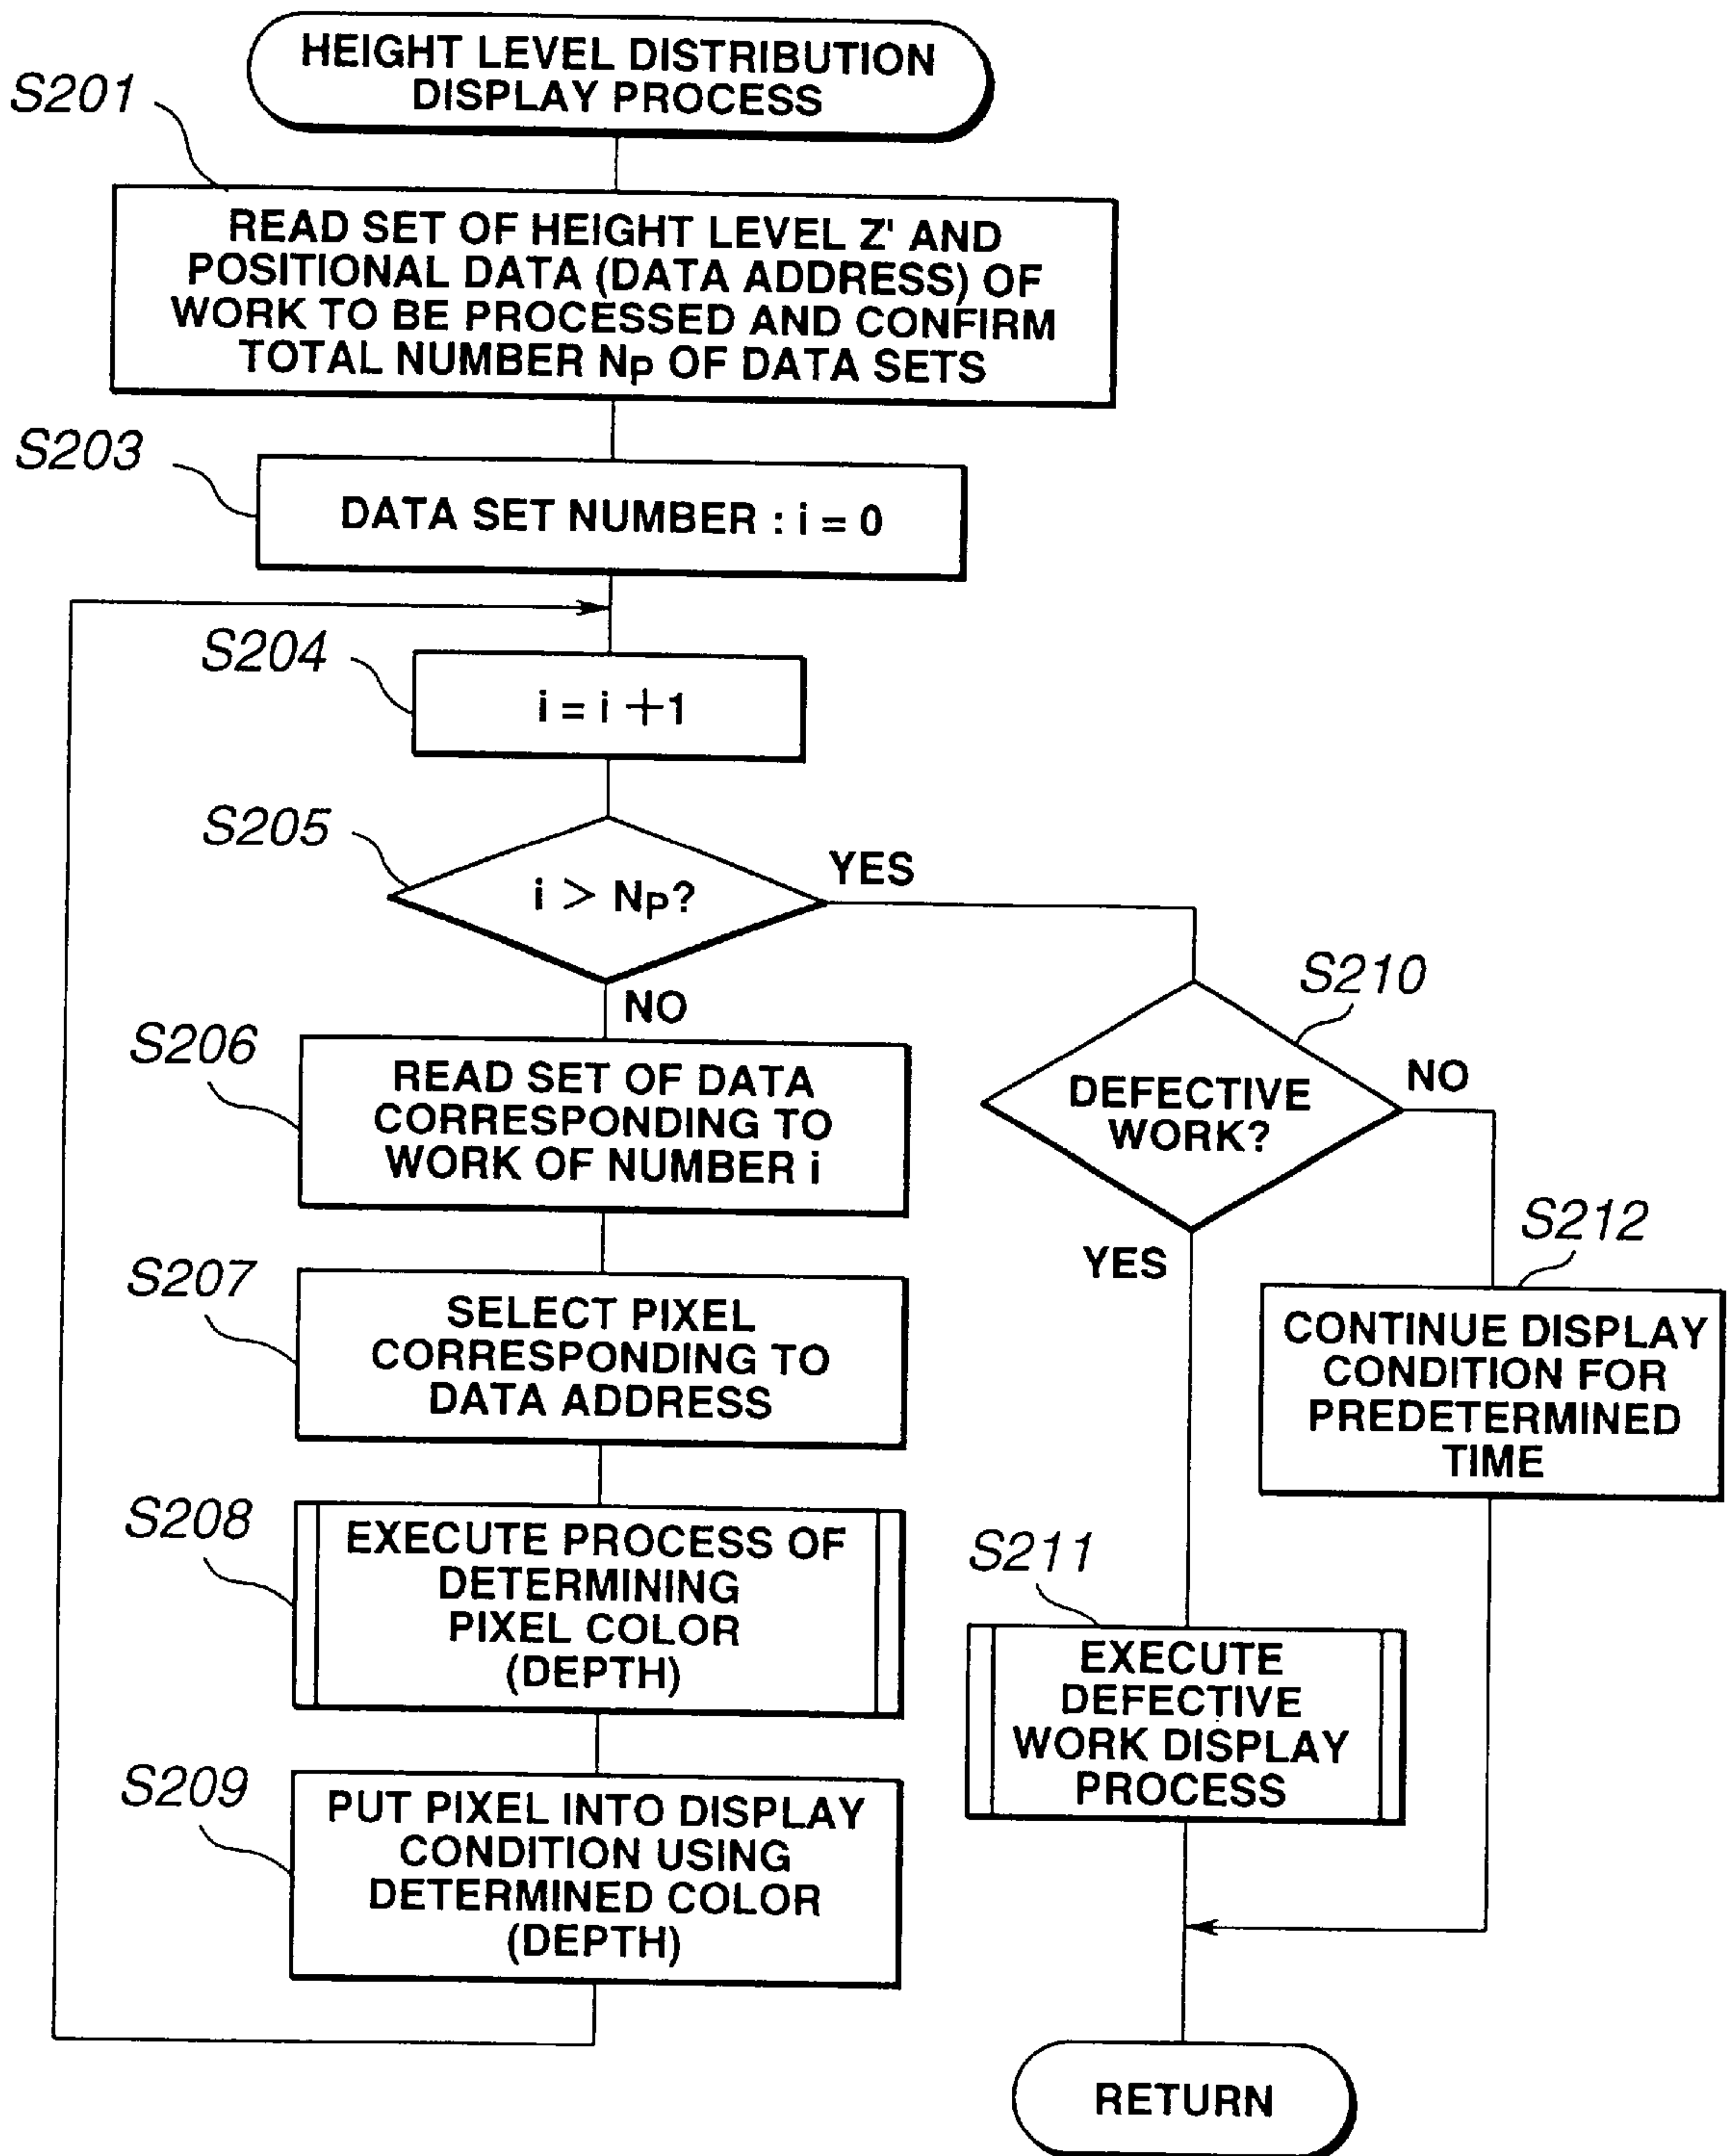 HEIGHT LEVEL DISTRIBUTION
DISPLAY PROCESS
S201
READ SET OF HEIGHT LEVEL Z' AND
POSITIONAL DATA (DATA ADDRESS) OF
WORK TO BE PROCESSED AND CONFIRM
TOTAL NUMBER NP OF DATA SETS
S203
DATA SET NUMBER : i = 0
S204
i = i +1
S205
i > NP?
YES
NO
S206
READ SET OF DATA
CORRESPONDING TO
WORK OF NUMBER i
S207
SELECT PIXEL
CORRESPONDING TO
DATA ADDRESS
S208
EXECUTE PROCESS OF
DETERMINING
PIXEL COLOR
(DEPTH)
S209
PUT PIXEL INTO DISPLAY
CONDITION USING
DETERMINED COLOR
(DEPTH)
S210
DEFECTIVE
WORK?
NO
YES
S212
CONTINUE DISPLAY
CONDITION FOR
PREDETERMINED
TIME
S211
EXECUTE
DEFECTIVE
WORK DISPLAY
PROCESS
RETURN